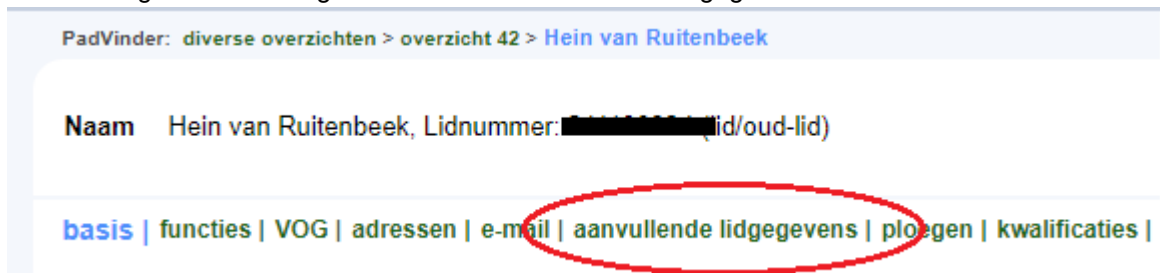 PadVinder: diverse overzichten > overzicht 42 > Hein van Ruitenbeek
Naam Hein van Ruitenbeek, Lidnummer: (lid/oud-lid)
basis | functies | VOG | adressen | e-mail | aanvullende lidgegevens | ploegen | kwalificaties |